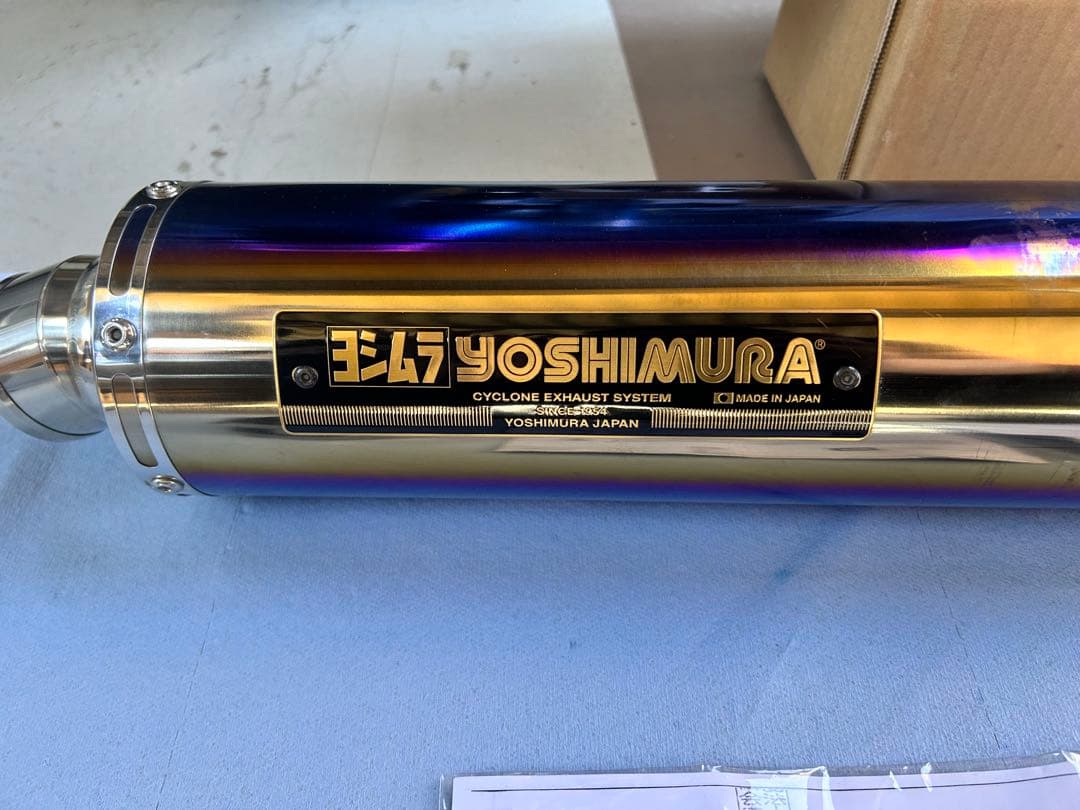 ヨシムラ YOSHIMURA®
CYCLONE EXHAUST SYSTEM
MADE IN JAPAN
SINCE 1954
YOSHIMURA JAPAN